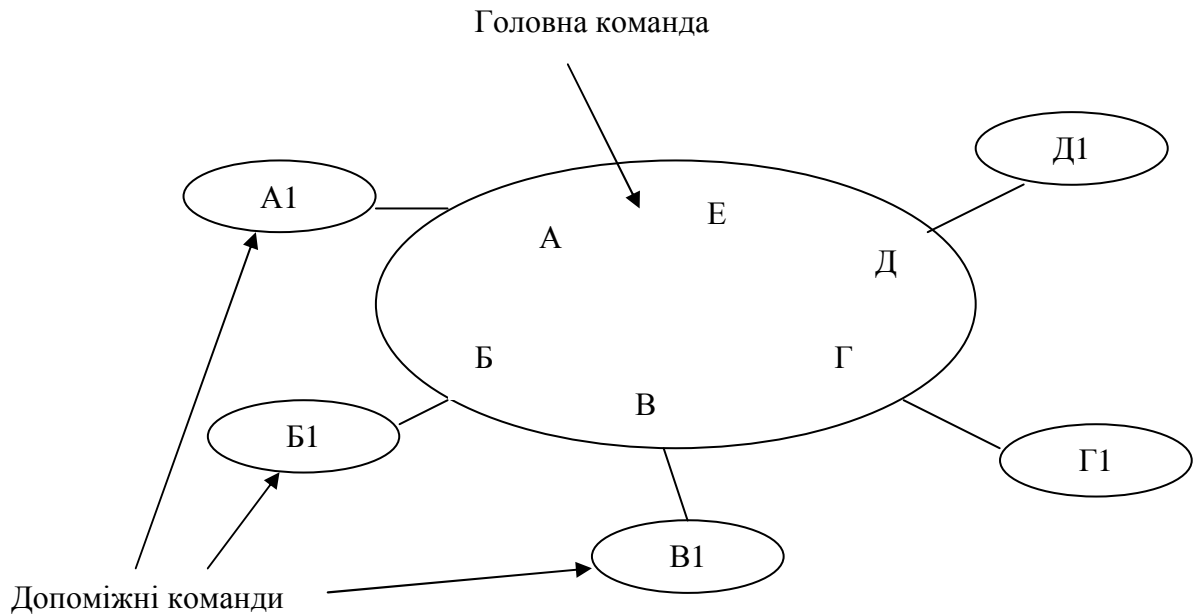 Головна команда
Д1
А1
Е
А
Д
Б
Г
В
Б1
Г1
В1
Допоміжні команди